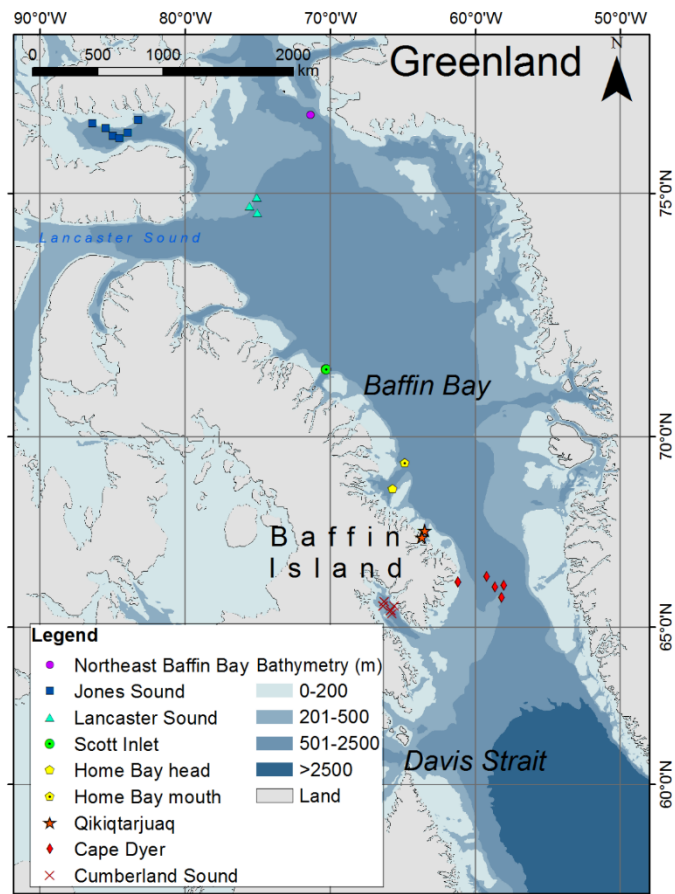 90°0'W 80°0'W 70°0'W 60°0'W 50°0'W
0 500 1000 2000
km
Greenland
N
75°0'N
Lancaster Sound
Baffin Bay
70°0'N
Baffin
Island
65°0'N
Legend
Northeast Baffin Bay
Jones Sound
Lancaster Sound
Scott Inlet
Home Bay head
Home Bay mouth
Qikiqtarjuaq
Cape Dyer
Cumberland Sound
Bathymetry (m)
0-200
201-500
501-2500
>2500
Land
Davis Strait
60°0'N